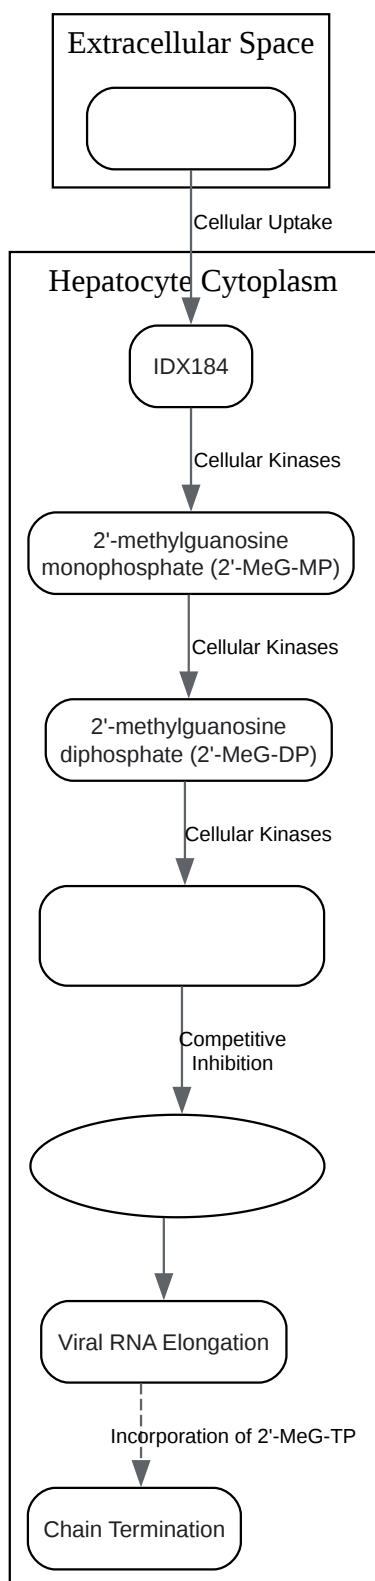 Extracellular Space
Cellular Uptake
Hepatocyte Cytoplasm
IDX184
Cellular Kinases
2'-methylguanosine
monophosphate (2'-MeG-MP)
Cellular Kinases
2'-methylguanosine
diphosphate (2'-MeG-DP)
Cellular Kinases
Competitive
Inhibition
Viral RNA Elongation
Incorporation of 2'-MeG-TP
Chain Termination